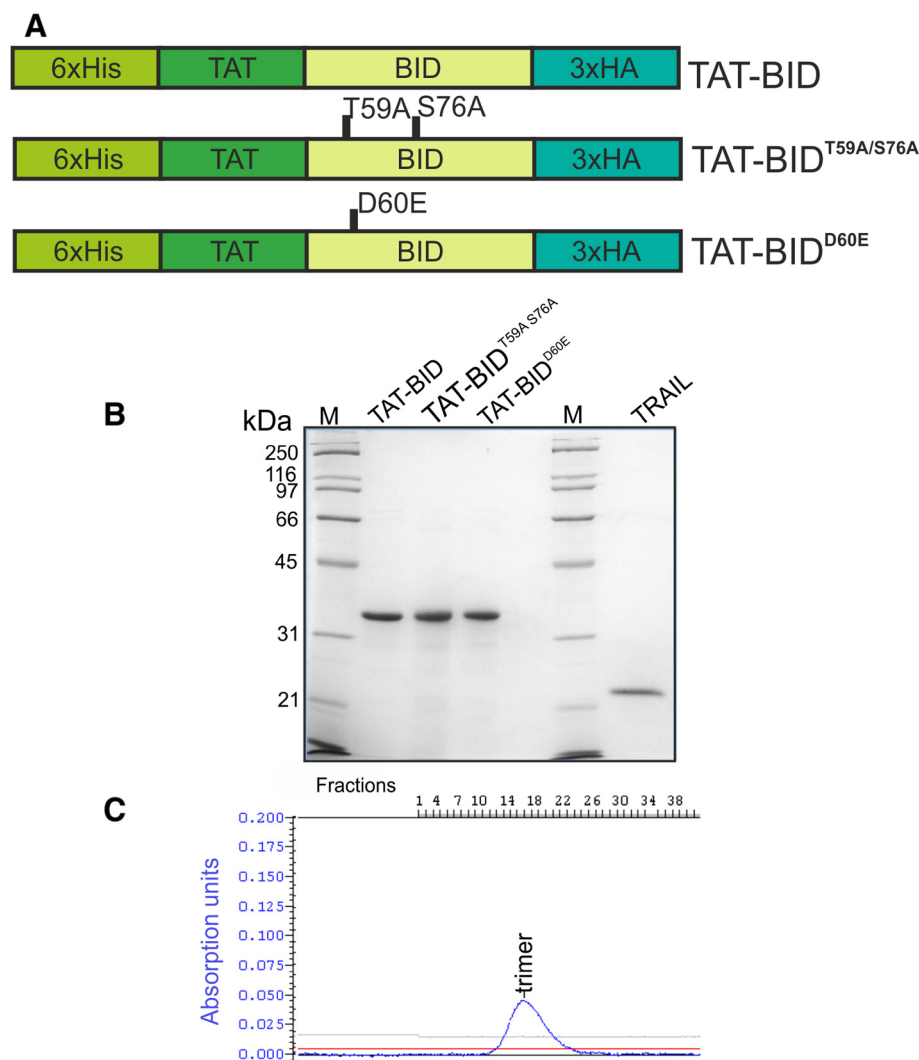 A
6xHis TAT BID 3xHA TAT-BID
T59A S76A
6xHis TAT BID 3xHA TAT-BID T59A/S76A
D60E
6xHis TAT BID 3xHA TAT-BID D60E
B
kDa M TAT-BID TAT-BID T59A S76A TAT-BID D60E M TRAIL
250
116
97
66
45
31
21
Fractions
C
1 4 7 10 14 18 22 26 30 34 38
Absorption units
0.200
0.175
0.150
0.125
0.100
0.075
0.050
0.025
0.000
trimer